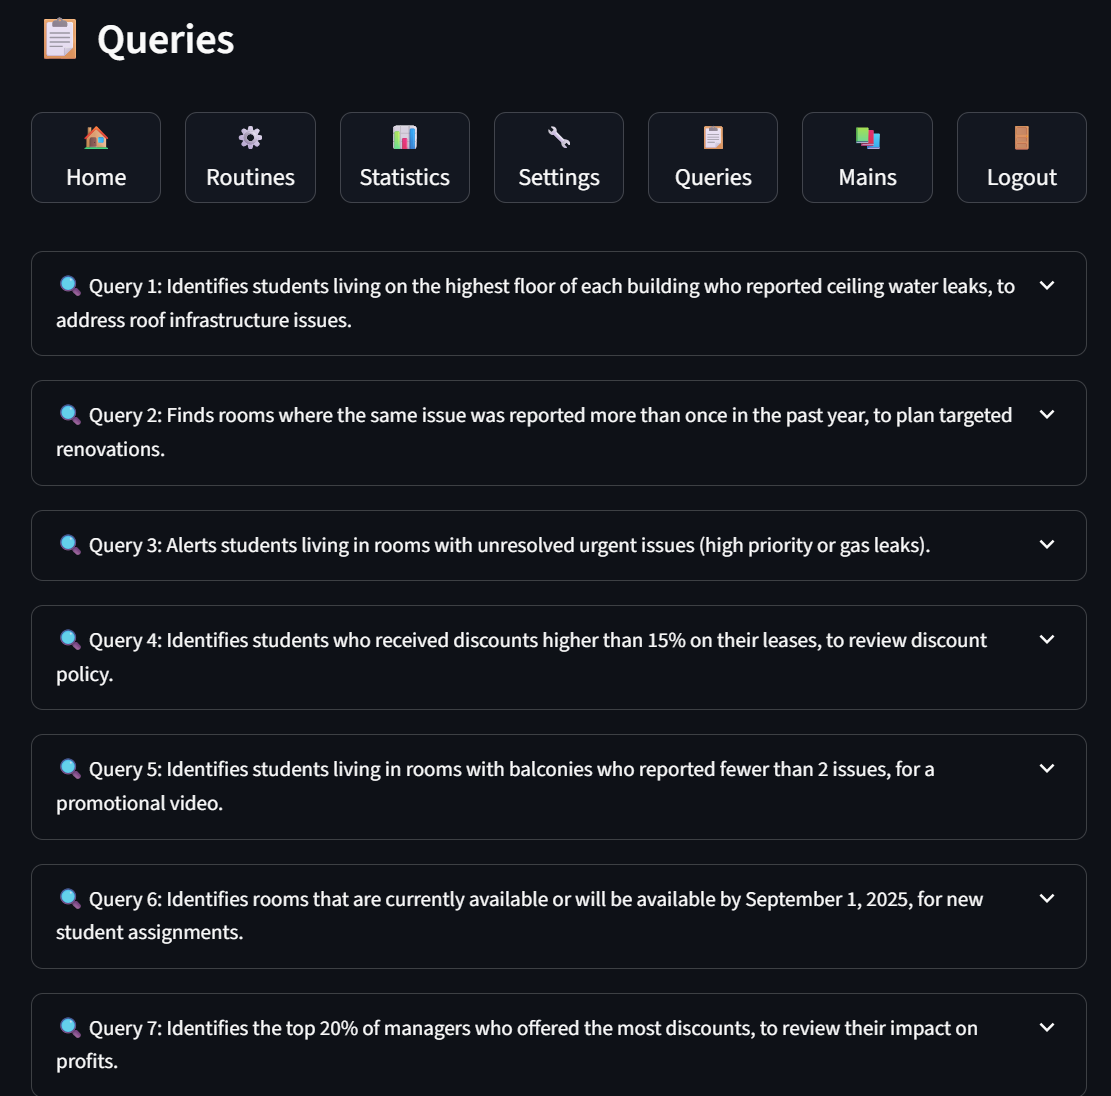 Queries
Home
Routines
Statistics
Settings
Queries
Mains
Logout
Query 1: Identifies students living on the highest floor of each building who reported ceiling water leaks, to
address roof infrastructure issues.
Query 2: Finds rooms where the same issue was reported more than once in the past year, to plan targeted
renovations.
Query 3: Alerts students living in rooms with unresolved urgent issues (high priority or gas leaks).
Query 4: Identifies students who received discounts higher than 15% on their leases, to review discount
policy.
Query 5: Identifies students living in rooms with balconies who reported fewer than 2 issues, for a
promotional video.
Query 6: Identifies rooms that are currently available or will be available by September 1, 2025, for new
student assignments.
Query 7: Identifies the top 20% of managers who offered the most discounts, to review their impact on
profits.